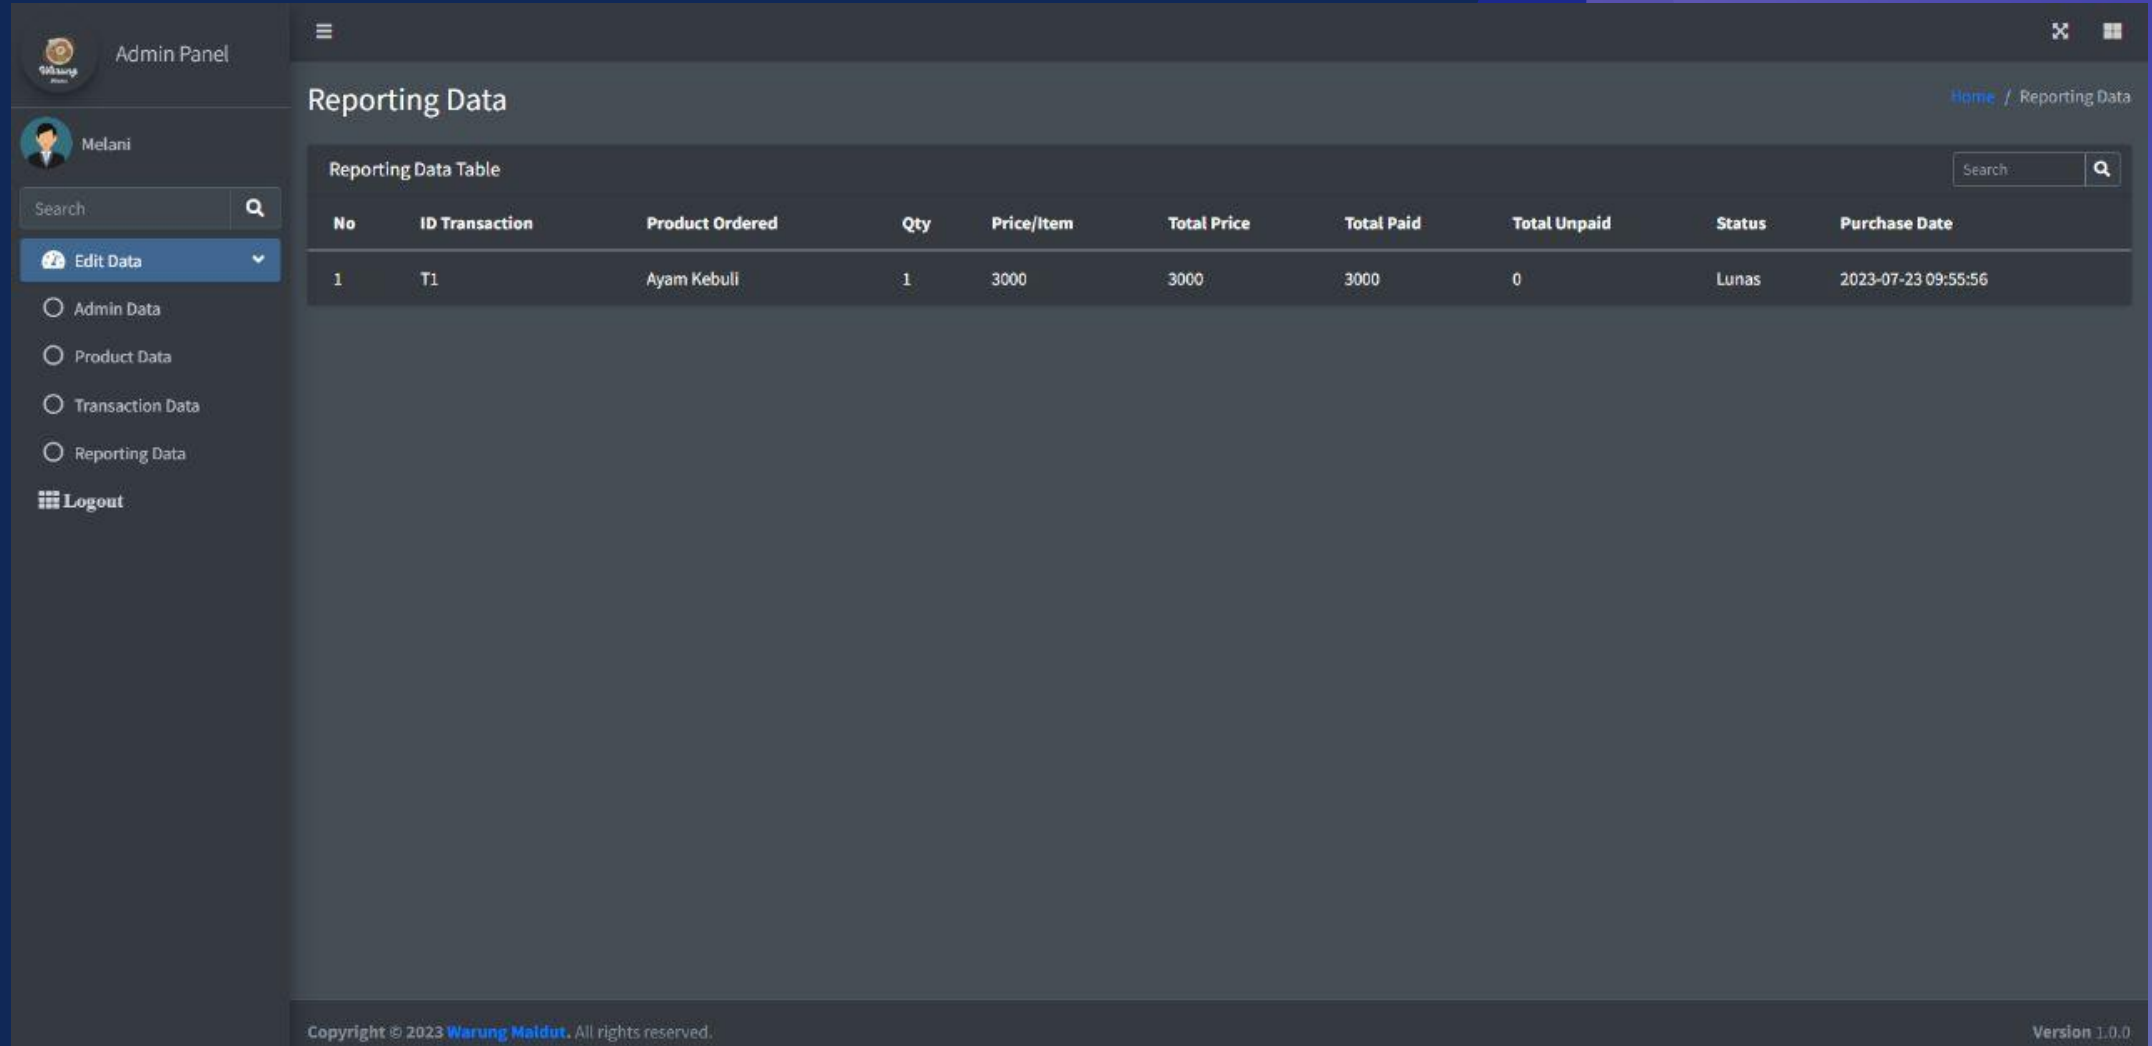 Warung
Admin Panel
Melani
Search
Edit Data
Admin Data
Product Data
Transaction Data
Reporting Data
Logout
Reporting Data
Home / Reporting Data
Reporting Data Table
Search
No ID Transaction Product Ordered Qty Price/Item Total Price Total Paid Total Unpaid Status Purchase Date
1 T1 Ayam Kebuli 1 3000 3000 3000 0 Lunas 2023-07-23 09:55:56
Copyright © 2023 Warung Maldut. All rights reserved.
Version 1.0.0